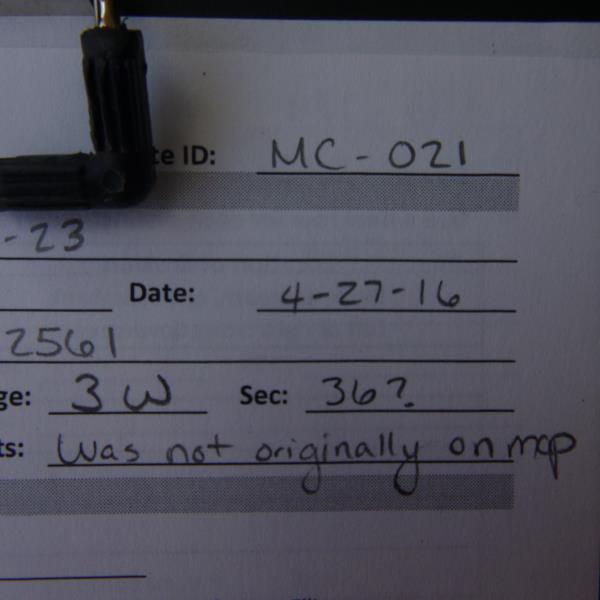 te ID: MC-021
-23
Date: 4-27-16
2561
ge: 3W Sec: 36?
ts: Was not originally on map